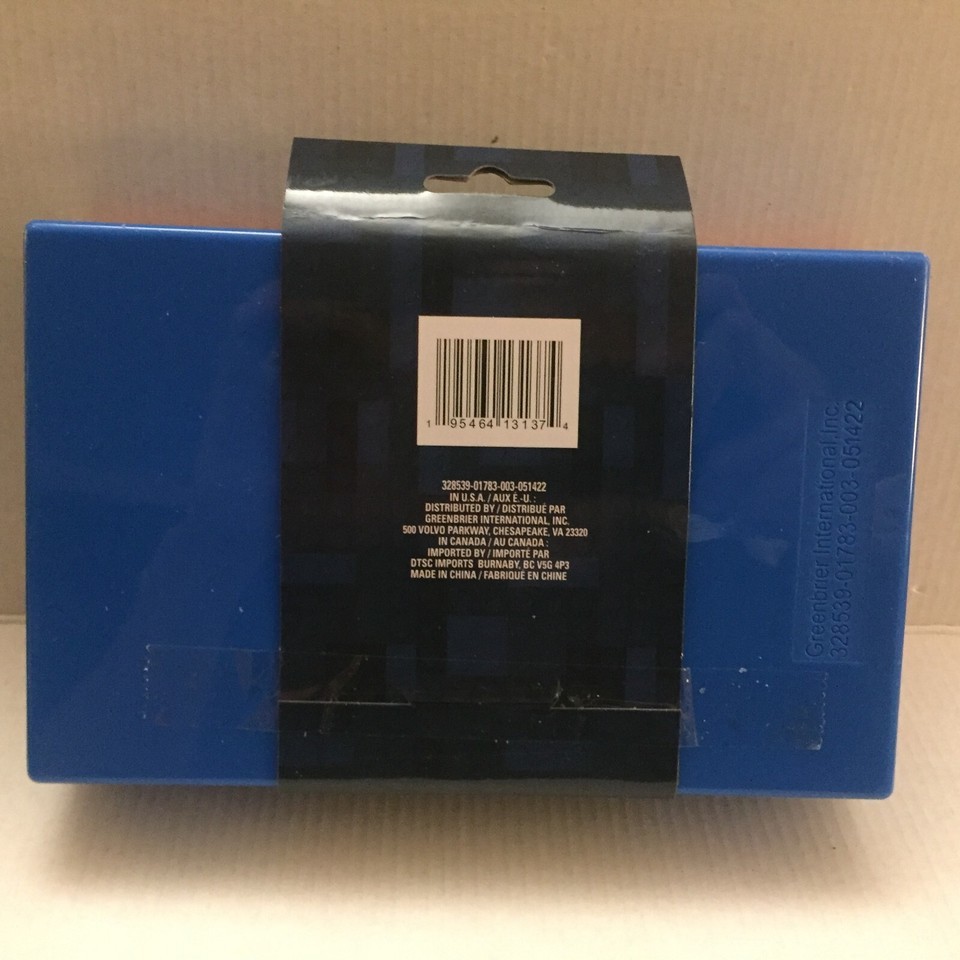 1 95464 13137 4
328539-01783-003-051422
IN U.S.A. / AUX É.-U. :
DISTRIBUTED BY / DISTRIBUÉ PAR
GREENBRIER INTERNATIONAL, INC.
500 VOLVO PARKWAY, CHESAPEAKE, VA 23320
IN CANADA / AU CANADA :
IMPORTED BY / IMPORTÉ PAR
DTSC IMPORTS BURNABY, BC V5G 4P3
MADE IN CHINA / FABRIQUÉ EN CHINE
Greenbrier International,Inc.
328539-01783-003-051422